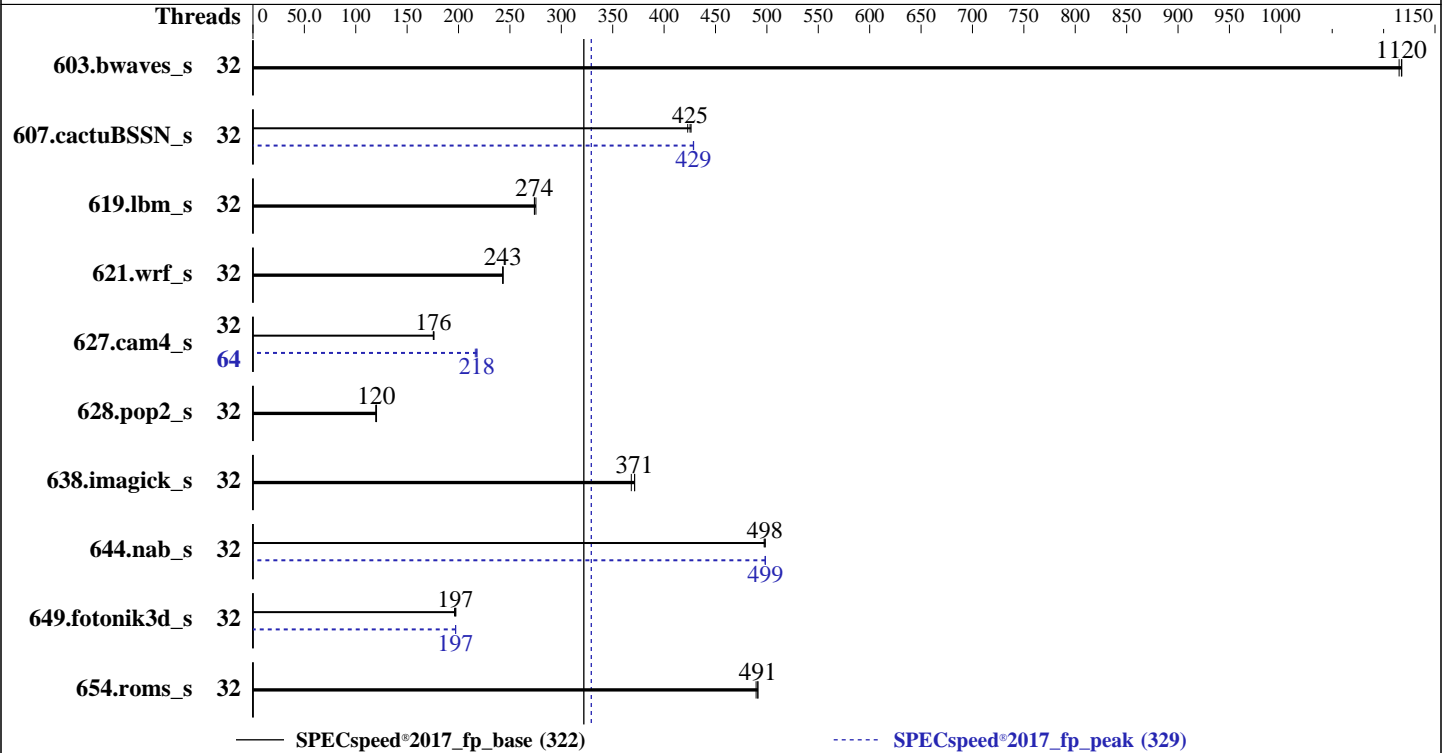 Threads 0 50.0 100 150 200 250 300 350 400 450 500 550 600 650 700 750 800 850 900 950 1000 1150
603.bwaves_s 32 1120
607.cactuBSSN_s 32 425
429
619.lbm_s 32 274
621.wrf_s 32 243
627.cam4_s 32 176
64 218
628.pop2_s 32 120
638.imagick_s 32 371
644.nab_s 32 498
499
649.fotonik3d_s 32 197
197
654.roms_s 32 491
SPECspeed®2017_fp_base (322) SPECspeed®2017_fp_peak (329)